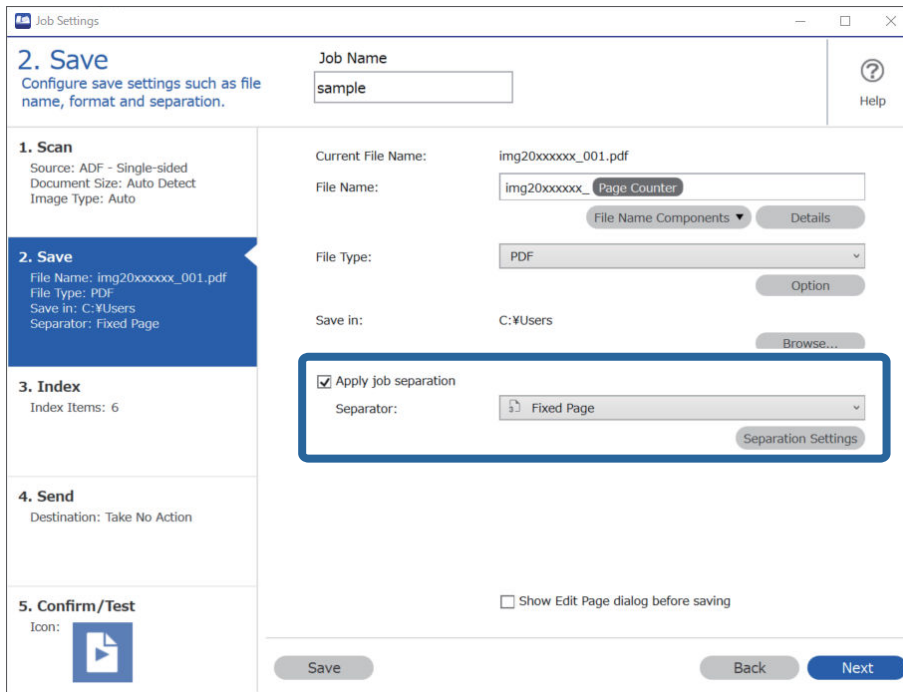 Job Settings
2. Save
Configure save settings such as file
name, format and separation.
Job Name
sample
Help
1. Scan
Source: ADF - Single-sided
Document Size: Auto Detect
Image Type: Auto
2. Save
File Name: img20xxxxxx_001.pdf
File Type: PDF
Save in: C:¥Users
Separator: Fixed Page
3. Index
Index Items: 6
4. Send
Destination: Take No Action
5. Confirm/Test
Icon:
Current File Name: img20xxxxxx_001.pdf
File Name: img20xxxxxx_ Page Counter
File Name Components ▼ Details
File Type: PDF
Option
Save in: C:¥Users
Browse...
Apply job separation
Separator: Fixed Page
Separation Settings
Show Edit Page dialog before saving
Save Back Next